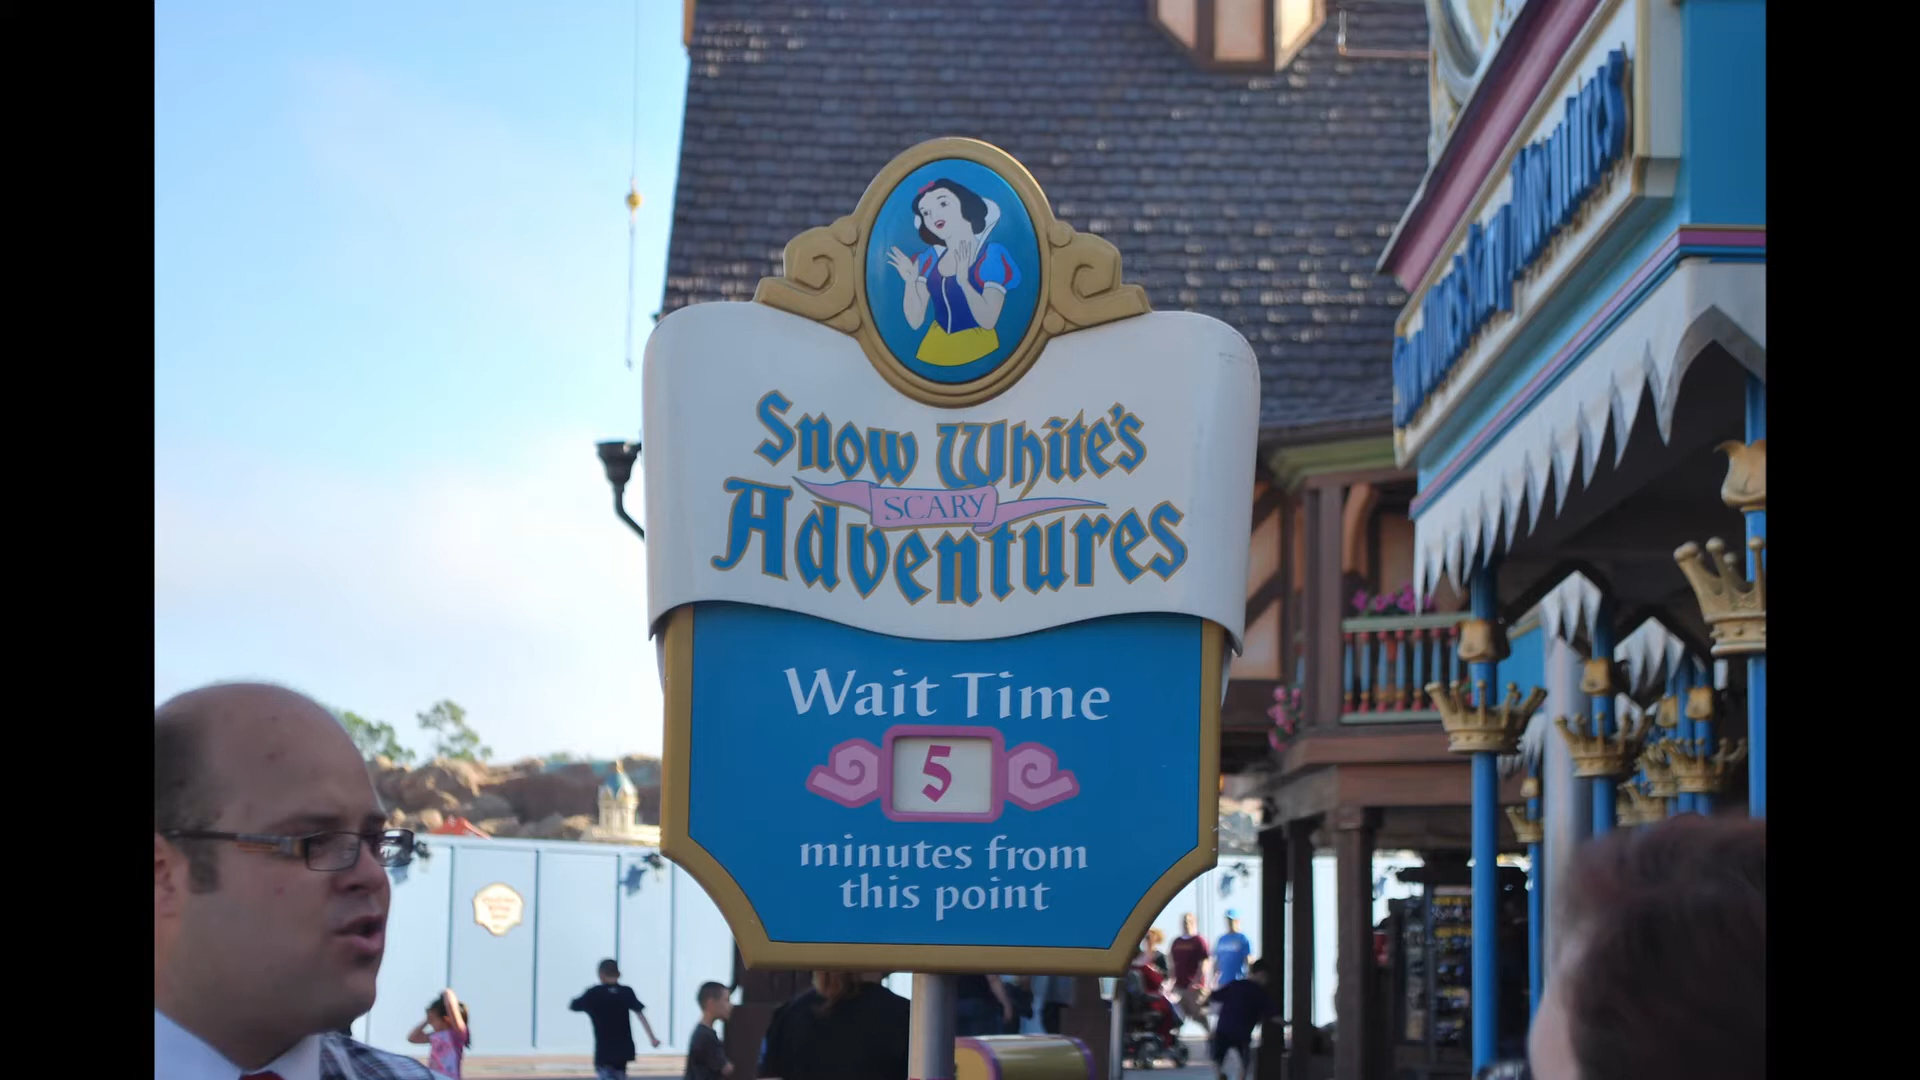 Snow White's
SCARY
Adventures
Wait Time
5
minutes from
this point
Snow White's Scary Adventures